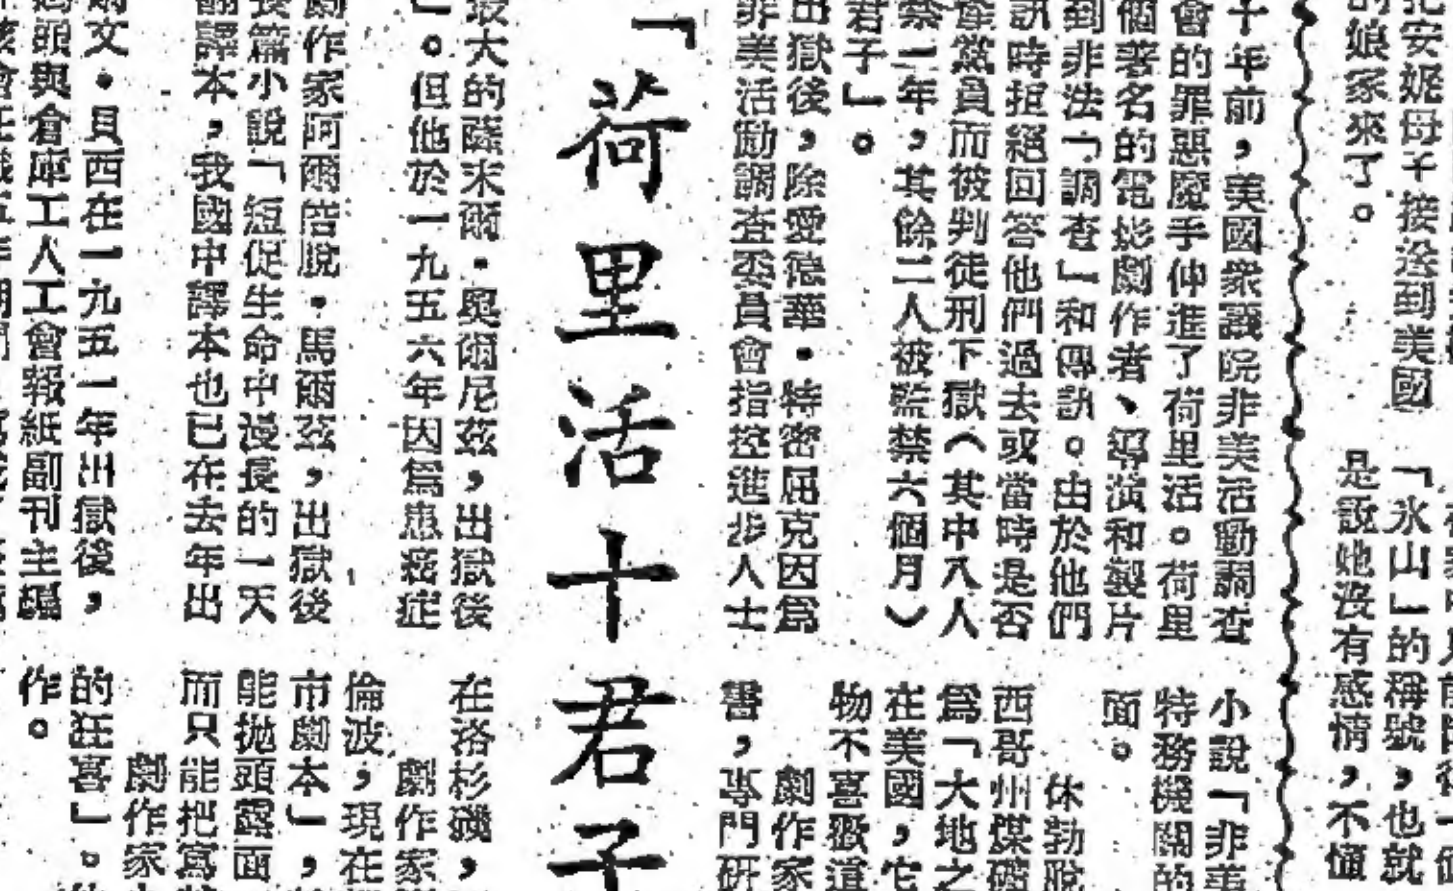 把安妮母子接送到美國
的娘家來了。
「氷山」的稱號，也就
是說她沒有感情，不懂
十年前，美國衆議院非美活動調查
會的罪惡魔手伸進了荷里活。荷里
個著名的電影劇作者、導演和製片
到非法「調查」和傳訊。由於他們
訊時拒絕回答他們過去或當時是否
產黨員而被判徒刑下獄（其中八人
禁一年，其餘二人被監禁六個月）
君子」。
出獄後，除愛德華・特密屈克因爲
非美活動調查委員會指控進步人士
小說「非美
特務機關的
面。
休勃脫
西哥州煤礦
爲「大地之
在美國，它
物不喜歡這
劇作家
書，專門研
「荷里活十君子
最大的薩末爾・奧爾尼茲，出獄後
」。但他於一九五六年因爲患癌症
劇作家阿爾培脫・馬爾茲，出獄後
長篇小說「短促生命中漫長的一天
翻譯本，我國中譯本也已在去年出
爾文・貝西在一九五一年出獄後，
碼頭與倉庫工人工會報紙副刊主編
在洛杉磯，
劇作家
倫波，現在
市劇本」，
能拋頭露面
而只能把寫
劇作家
的狂喜」。
作。